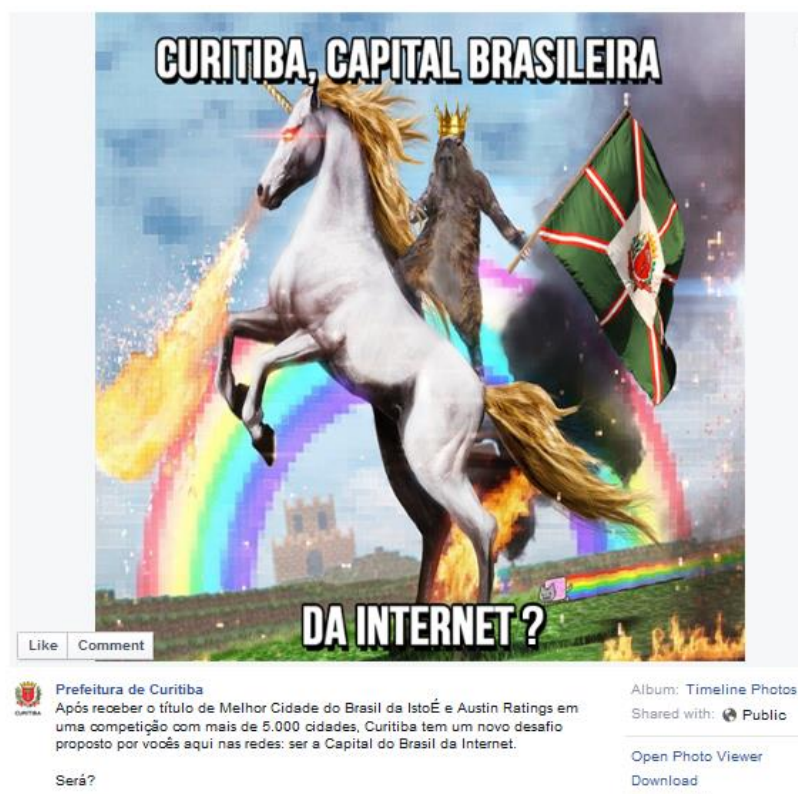 CURITIBA, CAPITAL BRASILEIRA
DA INTERNET ?
Like Comment
CURITIBA
Prefeitura de Curitiba
Após receber o título de Melhor Cidade do Brasil da IstoÉ e Austin Ratings em
uma competição com mais de 5.000 cidades, Curitiba tem um novo desafio
proposto por vocês aqui nas redes: ser a Capital do Brasil da Internet.
Será?
Album: Timeline Photos
Shared with: Public
Open Photo Viewer
Download